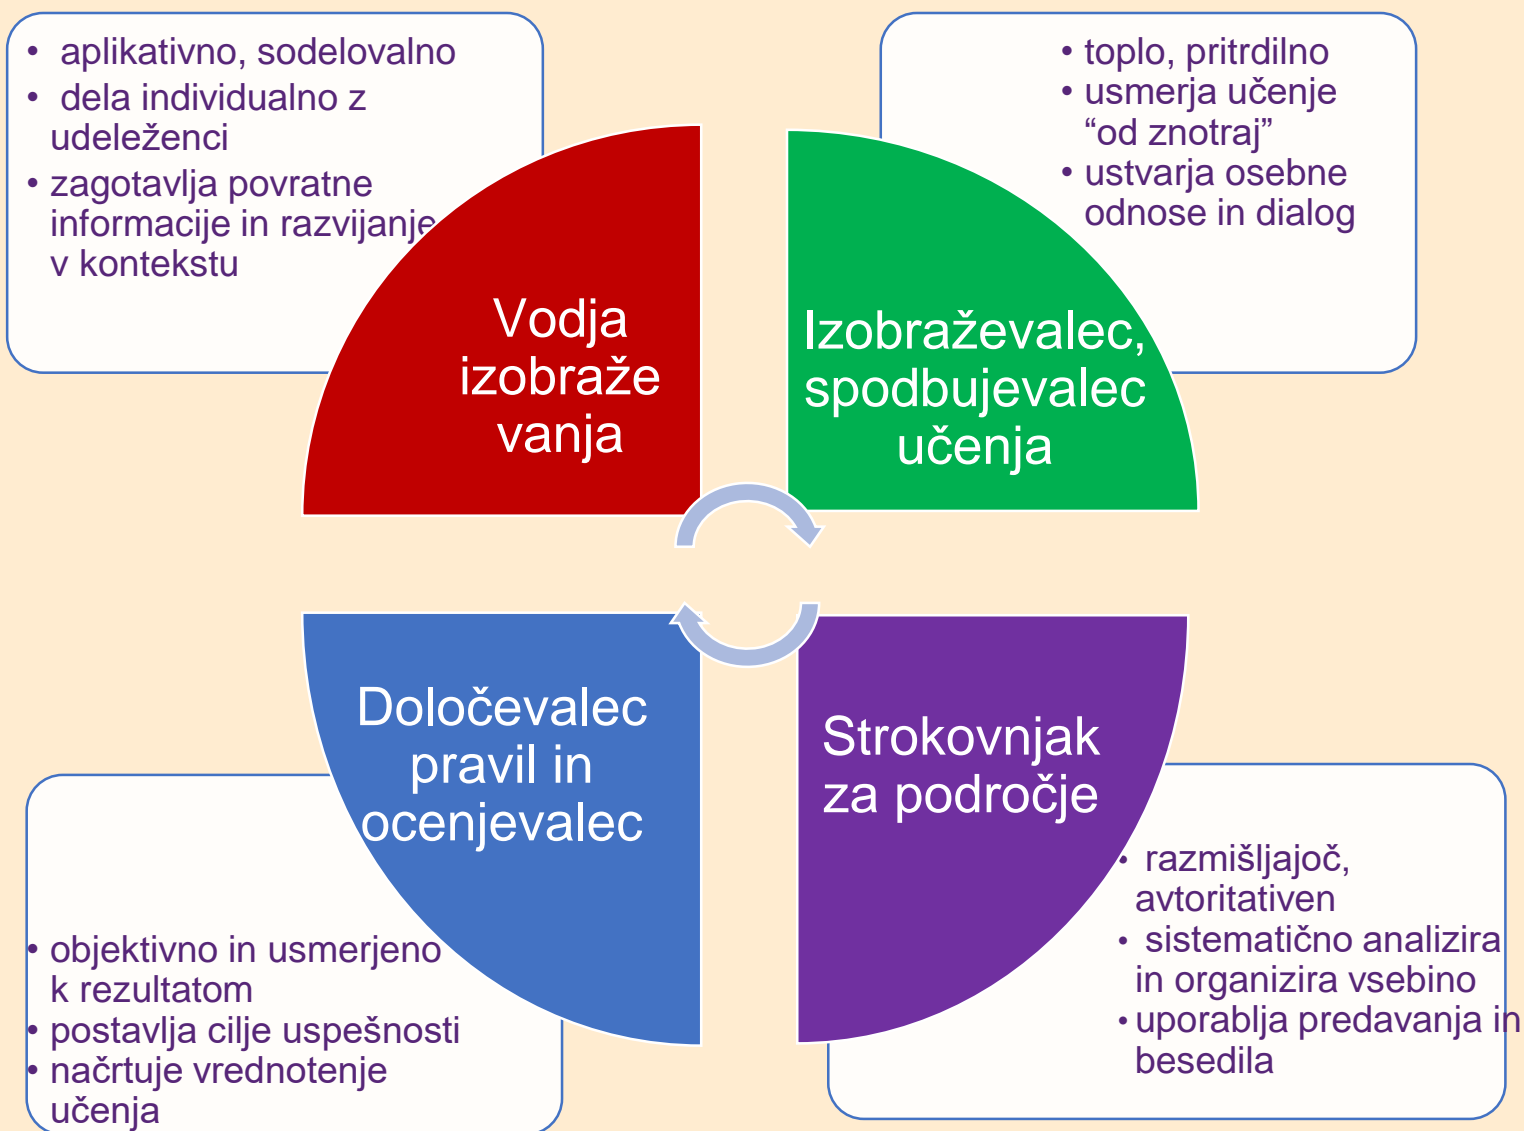 • aplikativno, sodelovalno
• dela individualno z
udeleženci
• zagotavlja povratne
informacije in razvijanje
v kontekstu
• toplo, pritrdilno
• usmerja učenje
“od znotraj”
• ustvarja osebne
odnose in dialog
Vodja
izobraže
vanja
Izobraževalec,
spodbujevalec
učenja
Določevalec
pravil in
ocenjevalec
Strokovnjak
za področje
• objektivno in usmerjeno
k rezultatom
• postavlja cilje uspešnosti
• načrtuje vrednotenje
učenja
• razmišljajoč,
avtoritativen
• sistematično analizira
in organizira vsebino
• uporablja predavanja in
besedila